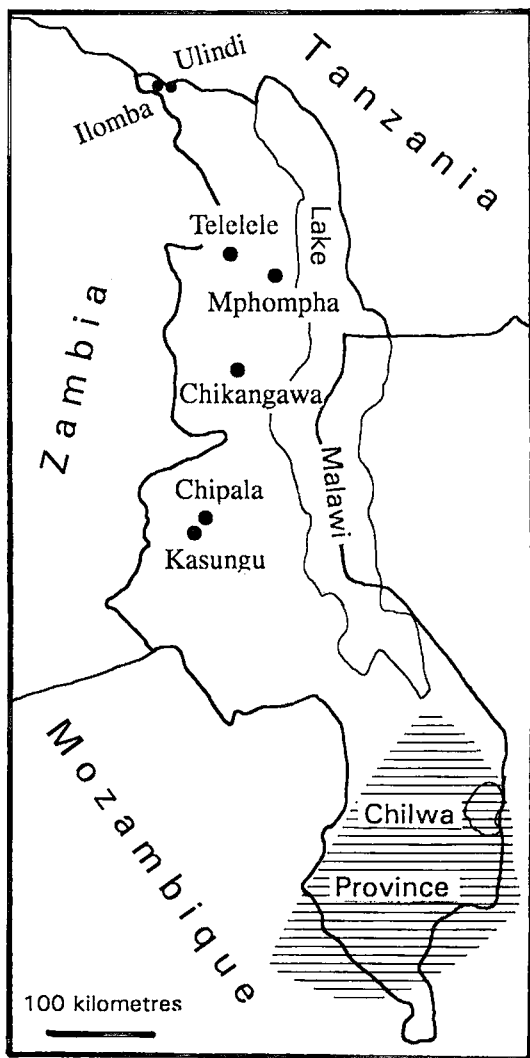 Ulindi
Ilomba
Tanzania
Telelele
Lake
Mphompha
Zambia
Chikangawa
Malawi
Chipala
Kasungu
Mozambique
Chilwa
Province
100 kilometres